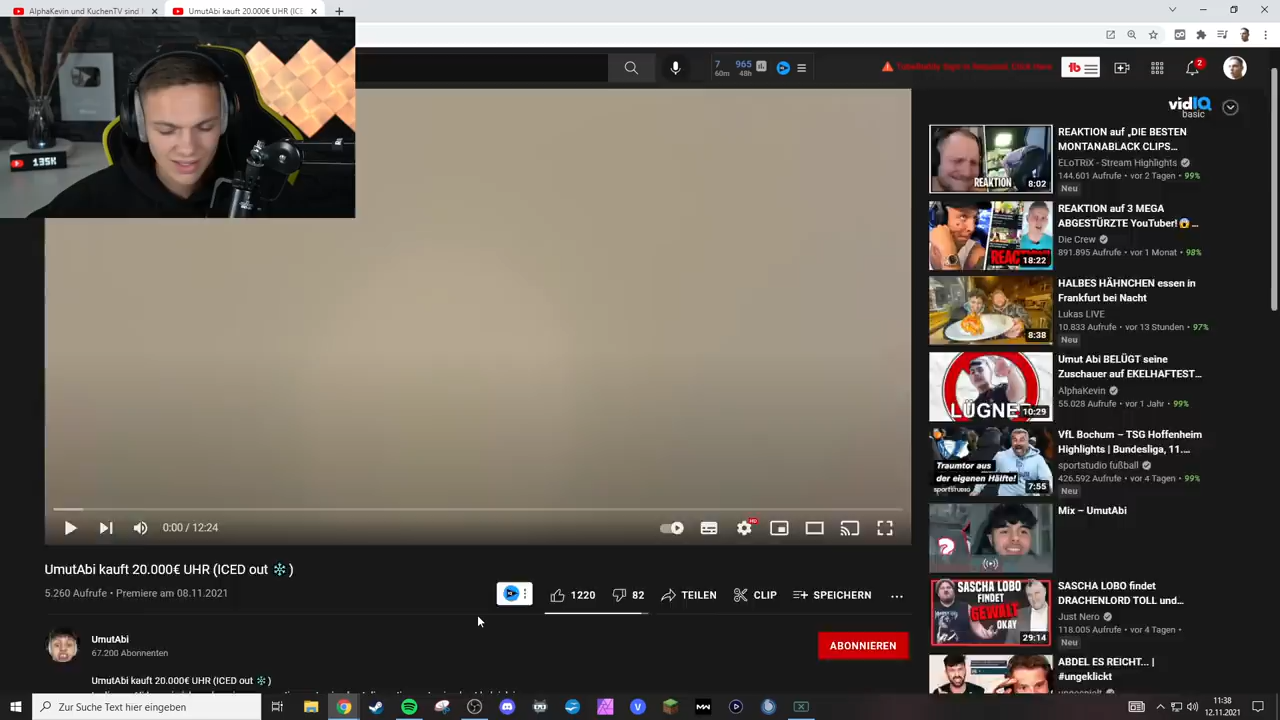 AlphaKevin und KuchenTV sind
UmutAbi kauft 20.000€ UHR (ICE
135K
7
60m
965
48h
2
vidIQ
basic
REAKTION
8:02
REAKTION auf „DIE BESTEN
MONTANABLACK CLIPS...
ELoTRiX - Stream Highlights
144.601 Aufrufe • vor 2 Tagen • 99%
Neu
18:22
REAKTION auf 3 MEGA
ABGESTÜRZTE YouTuber!😱 ...
Die Crew
891.895 Aufrufe • vor 1 Monat • 98%
8:38
HALBES HÄHNCHEN essen in
Frankfurt bei Nacht
Lukas LIVE
10.833 Aufrufe • vor 13 Stunden • 97%
Neu
LÜGNER
10:29
Umut Abi BELÜGT seine
Zuschauer auf EKELHAFTEST...
AlphaKevin
55.028 Aufrufe • vor 1 Jahr • 99%
Traumtor aus
der eigenen Hälfte!
sportstudio
7:55
VfL Bochum – TSG Hoffenheim
Highlights | Bundesliga, 11....
sportstudio fußball
426.592 Aufrufe • vor 4 Tagen • 99%
Neu
Mix – UmutAbi
SASCHA LOBO
findet
GEWALT
OKAY
29:14
SASCHA LOBO findet
DRACHENLORD TOLL und...
Just Nero
118.005 Aufrufe • vor 4 Tagen •
Neu
ABDEL ES REICHT... |
#ungeklickt
ungespielt
0:00 / 12:24
HD
UmutAbi kauft 20.000€ UHR (ICED out ❄️)
5.260 Aufrufe • Premiere am 08.11.2021
1220
82
TEILEN
CLIP
SPEICHERN
UmutAbi
67.200 Abonnenten
ABONNIEREN
UmutAbi kauft 20.000€ UHR (ICED out ❄️)
Zur Suche Text hier eingeben
11:38
12.11.2021